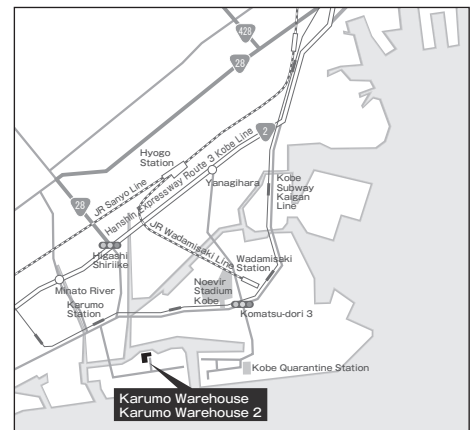 428
28
2
Hyogo
Station
Hanshin Expressway Route 3 Kobe Line
JR Sanyo Line
Yanagihara
Kobe
Subway
Kaigan
Line
28
JR Wadamisaki Line
Higashi
Shiriike
Wadamisaki
Station
Minato River
Noevir
Stadium
Kobe
Karumo
Station
Komatsu-dori 3
Kobe Quarantine Station
Karumo Warehouse
Karumo Warehouse 2